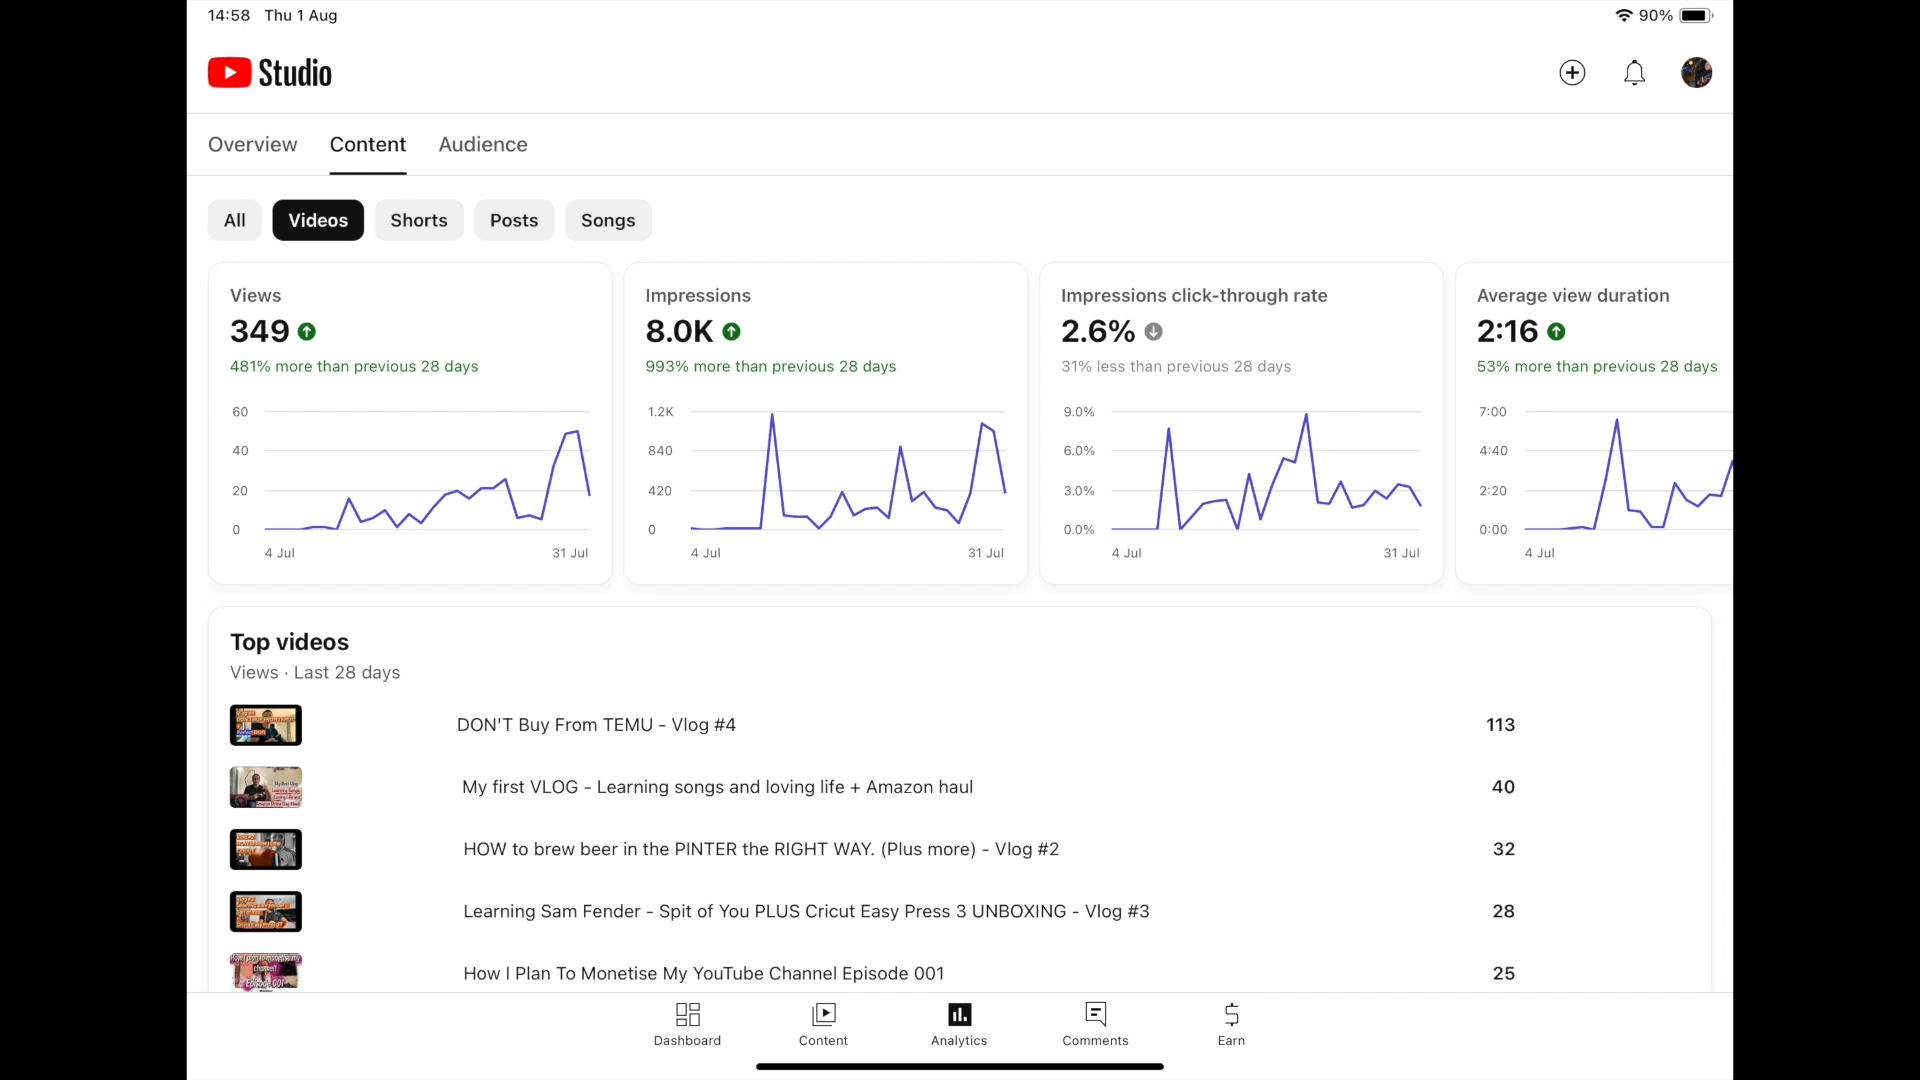 14:58 Thu 1 Aug
90%
Studio
Overview Content Audience
All Videos Shorts Posts Songs
Views
349
481% more than previous 28 days
60
40
20
0
4 Jul 31 Jul
Impressions
8.0K
993% more than previous 28 days
1.2K
840
420
0
4 Jul 31 Jul
Impressions click-through rate
2.6%
31% less than previous 28 days
9.0%
6.0%
3.0%
0.0%
4 Jul 31 Jul
Average view duration
2:16
53% more than previous 28 days
7:00
4:40
2:20
0:00
4 Jul
Top videos
Views · Last 28 days
DON'T Buy From TEMU - Vlog #4 113
My first VLOG - Learning songs and loving life + Amazon haul 40
HOW to brew beer in the PINTER the RIGHT WAY. (Plus more) - Vlog #2 32
Learning Sam Fender - Spit of You PLUS Cricut Easy Press 3 UNBOXING - Vlog #3 28
How I plan to monetise my
channel!
Episode 001
How I Plan To Monetise My YouTube Channel Episode 001 25
Dashboard Content Analytics Comments Earn